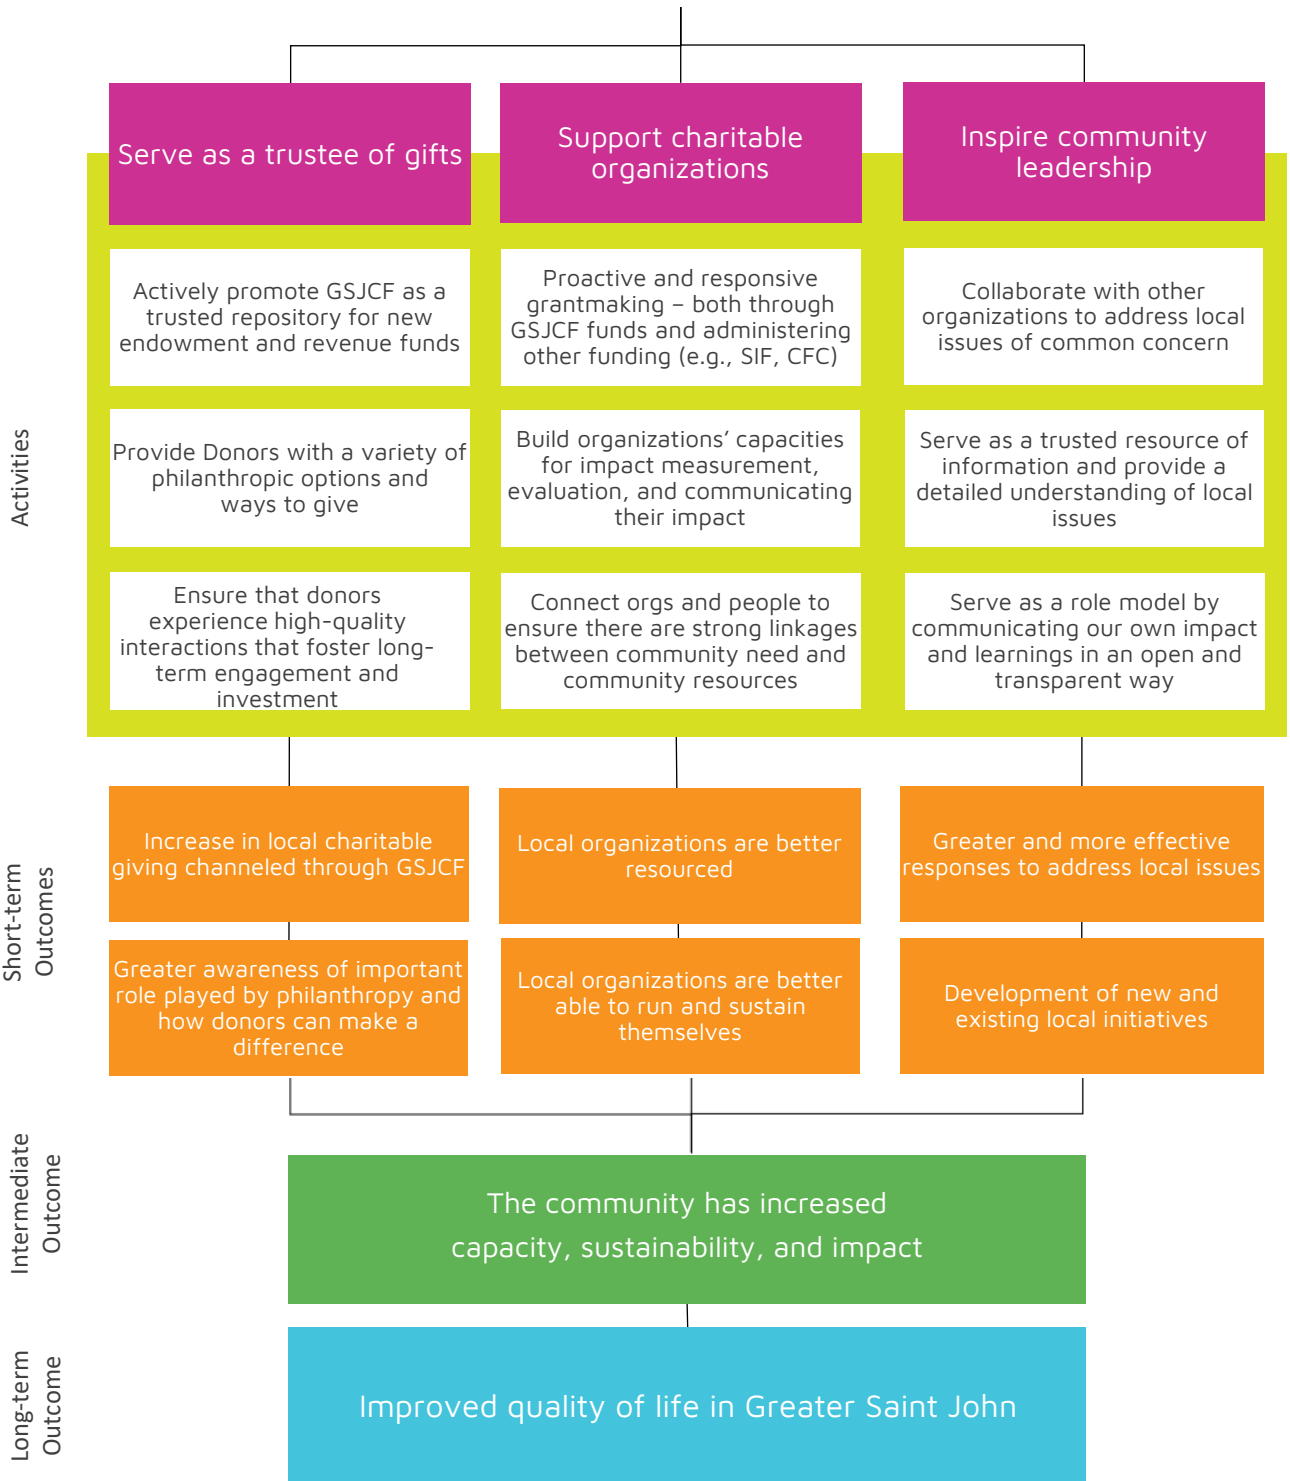 Serve as a trustee of gifts
Support charitable
organizations
Inspire community
leadership
Activities
Actively promote GSJCF as a
trusted repository for new
endowment and revenue funds
Proactive and responsive
grantmaking – both through
GSJCF funds and administering
other funding (e.g., SIF, CFC)
Collaborate with other
organizations to address local
issues of common concern
Provide Donors with a variety of
philanthropic options and
ways to give
Build organizations’ capacities
for impact measurement,
evaluation, and communicating
their impact
Serve as a trusted resource of
information and provide a
detailed understanding of local
issues
Ensure that donors
experience high-quality
interactions that foster long-
term engagement and
investment
Connect orgs and people to
ensure there are strong linkages
between community need and
community resources
Serve as a role model by
communicating our own impact
and learnings in an open and
transparent way
Short-term
Outcomes
Increase in local charitable
giving channeled through GSJCF
Local organizations are better
resourced
Greater and more effective
responses to address local issues
Greater awareness of important
role played by philanthropy and
how donors can make a
difference
Local organizations are better
able to run and sustain
themselves
Development of new and
existing local initiatives
Intermediate
Outcome
The community has increased
capacity, sustainability, and impact
Long-term
Outcome
Improved quality of life in Greater Saint John